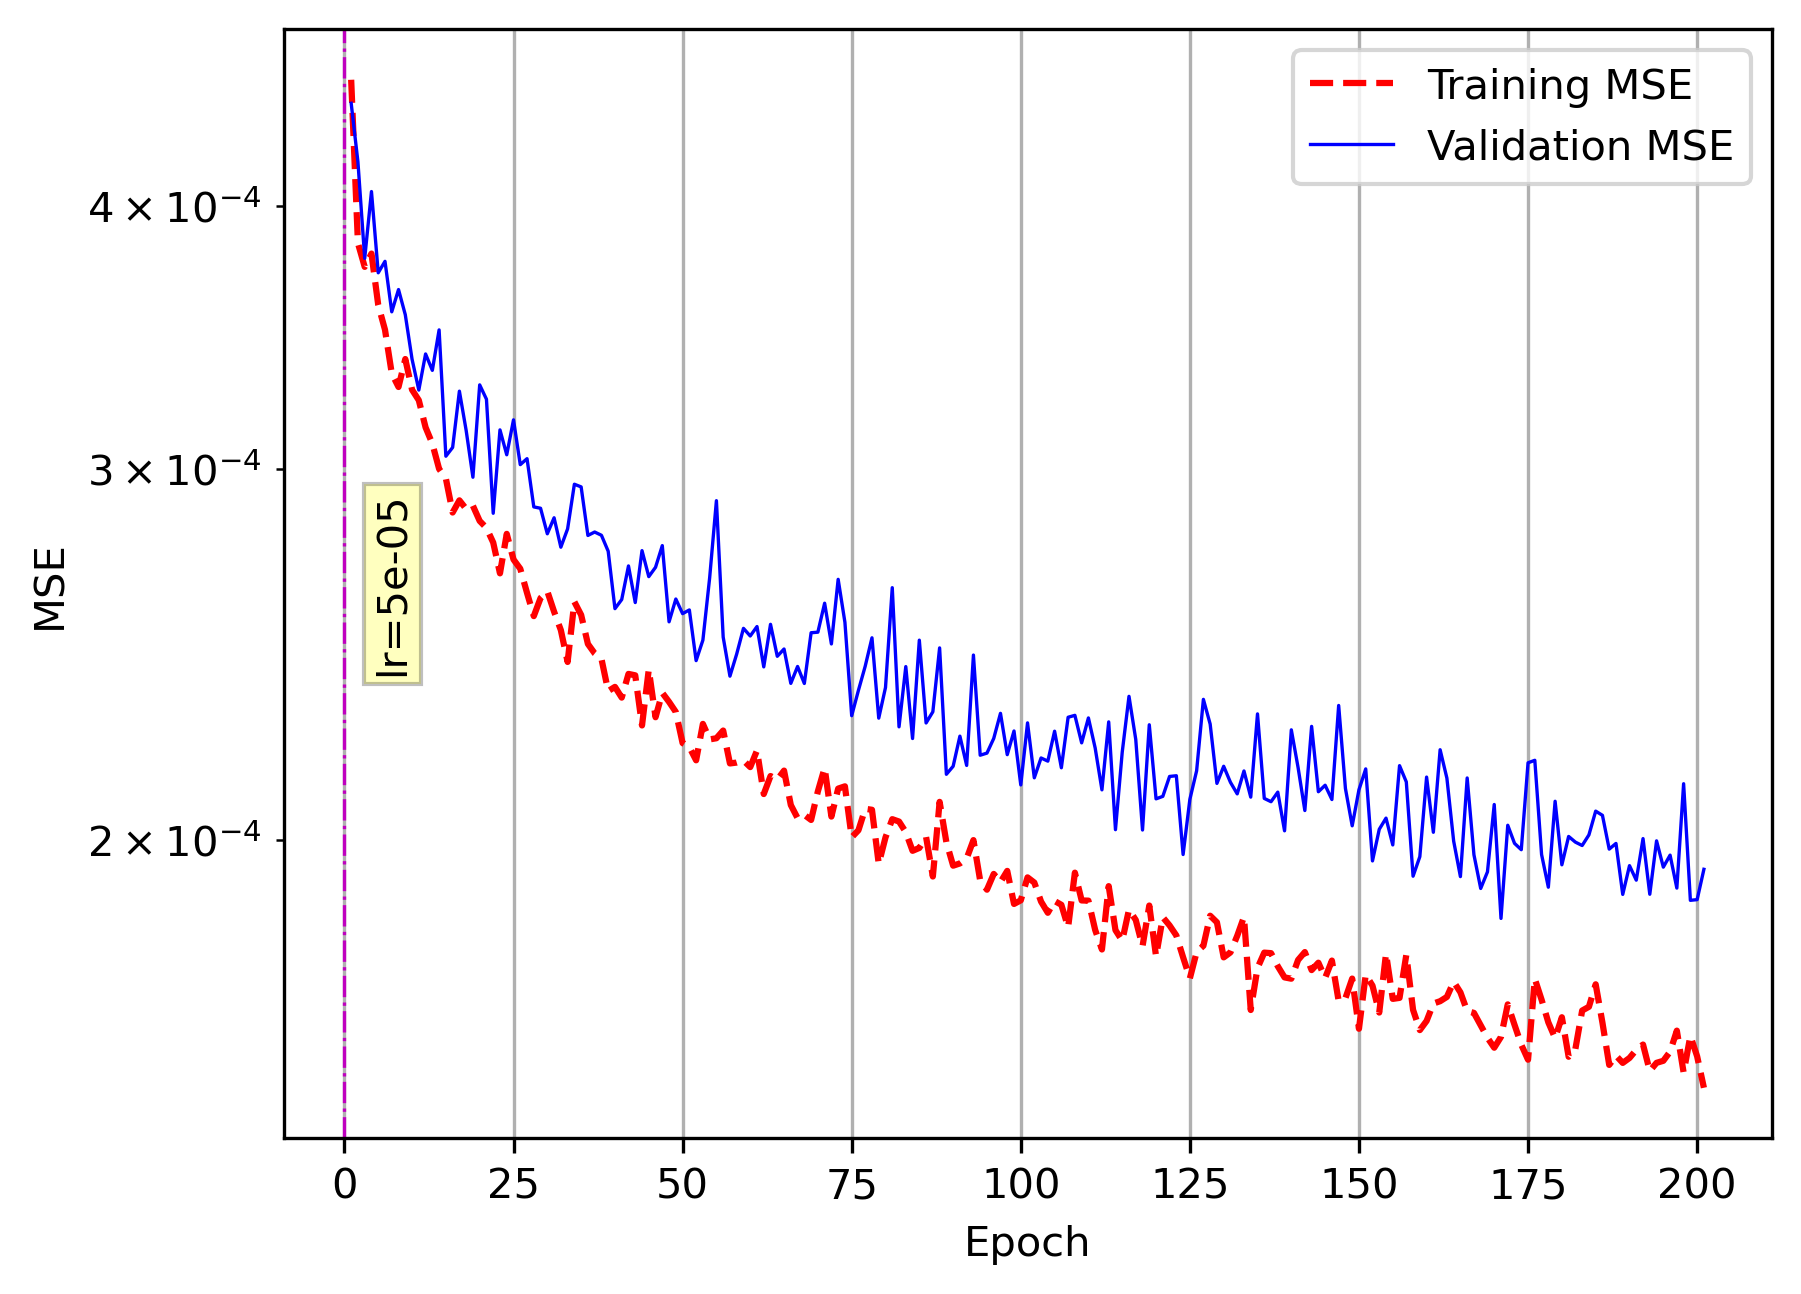 Training MSE
Validation MSE
4 × 10⁻⁴
3 × 10⁻⁴
2 × 10⁻⁴
MSE
lr=5e-05
0 25 50 75 100 125 150 175 200
Epoch